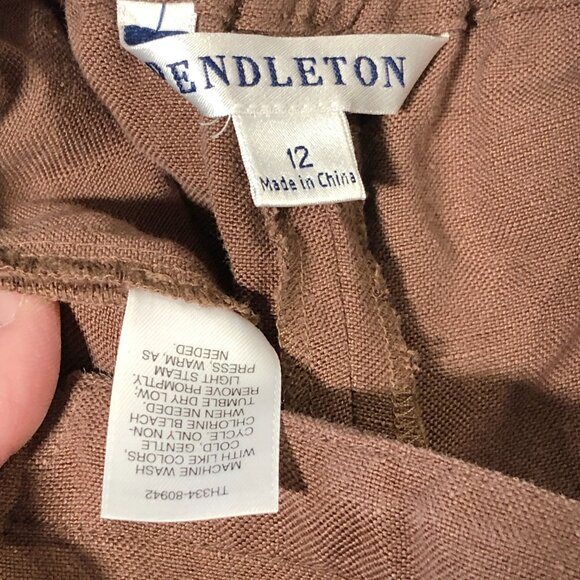 PENDLETON
12
Made in China
TH334-80942
MACHINE WASH
WITH LIKE COLORS,
COLD, GENTLE
CYCLE, ONLY NON-
CHLORINE BLEACH
WHEN NEEDED.
TUMBLE DRY LOW;
REMOVE PROMPTLY.
LIGHT STEAM
PRESS, WARM, AS
NEEDED.